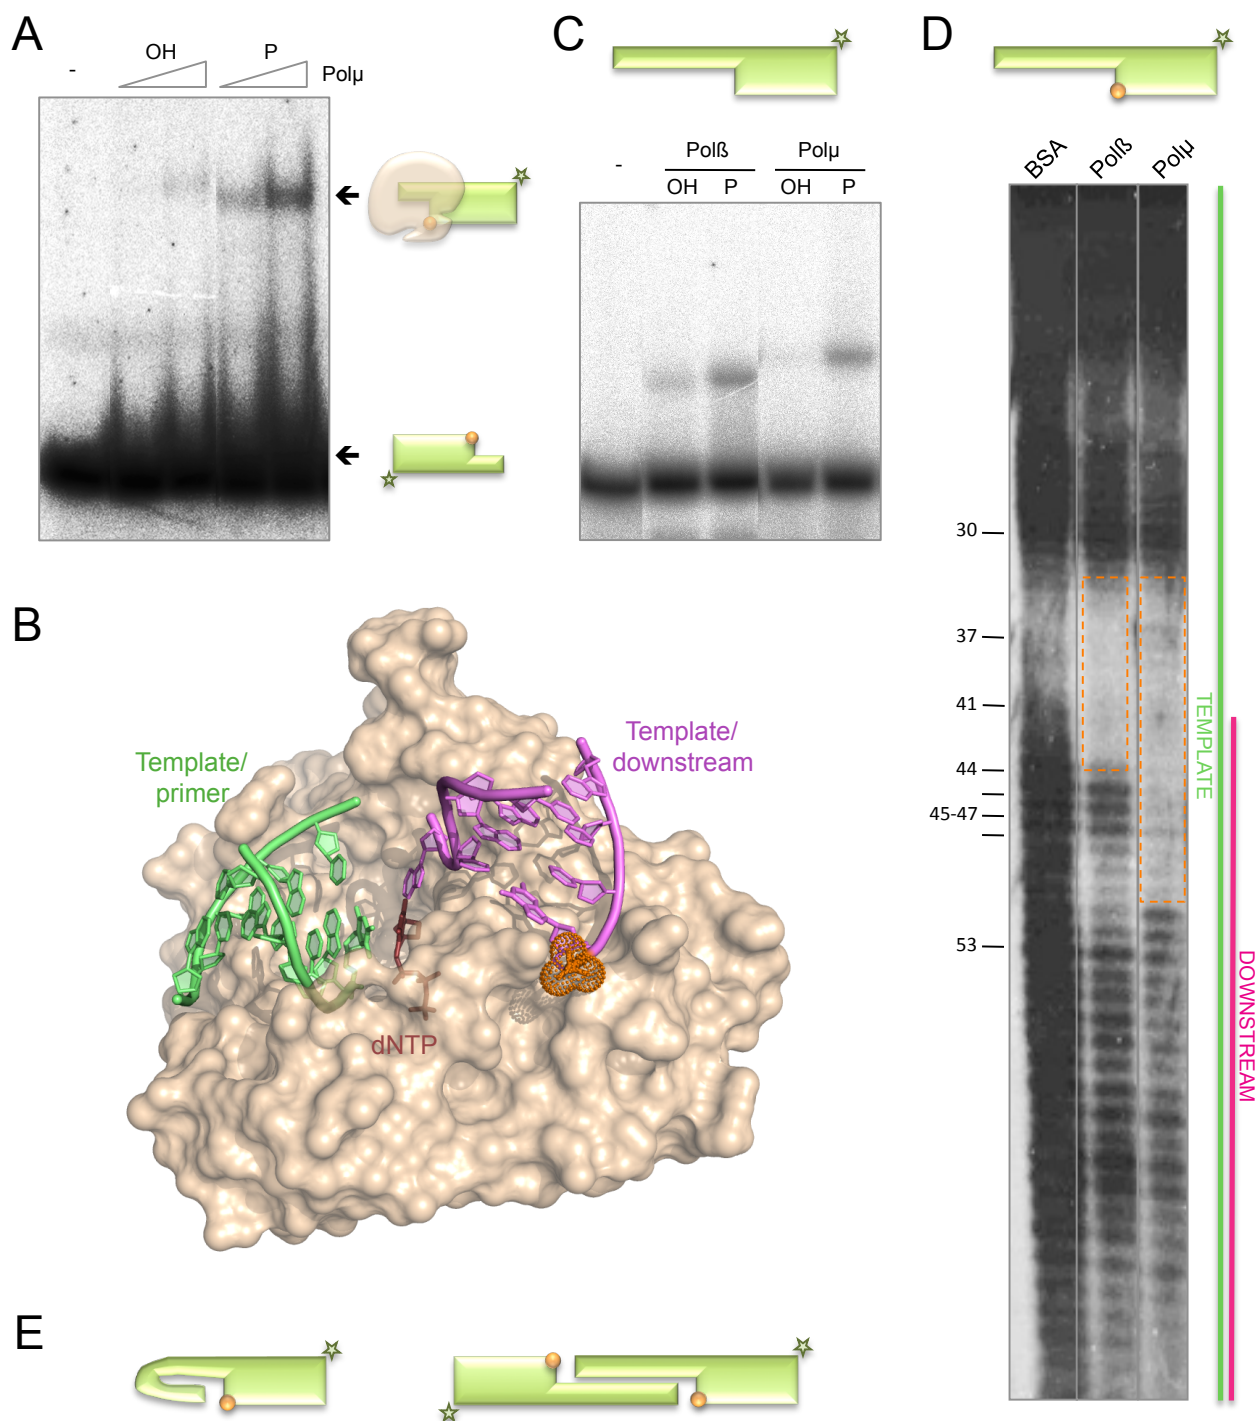 A
-
OH
P
Polµ
C
-
Polß
Polµ
OH
P
OH
P
D
BSA
Polß
Polµ
30
37
41
44
45-47
53
TEMPLATE
DOWNSTREAM
B
Template/
primer
Template/
downstream
dNTP
E